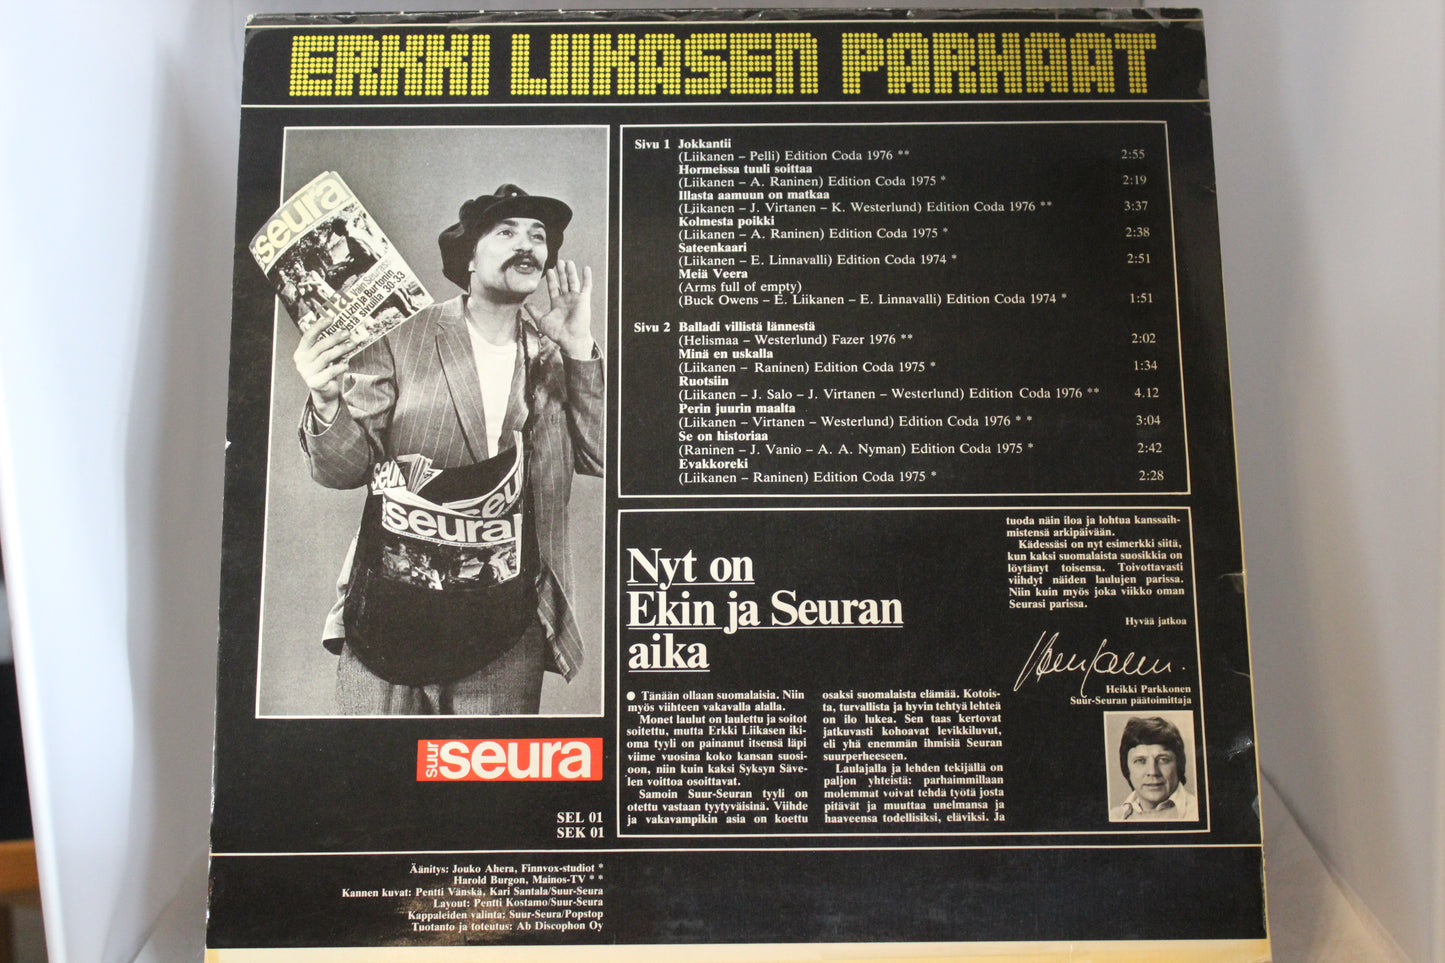 ERKKI LIIKASEN PARHAAT
Sivu 1 Jokkantii
(Liikanen – Pelli) Edition Coda 1976 ** 2:55
Hormeissa tuuli soittaa
(Liikanen – A. Raninen) Edition Coda 1975 * 2:19
Illasta aamuun on matkaa
(Liikanen – J. Virtanen – K. Westerlund) Edition Coda 1976 ** 3:37
Kolmesta poikki
(Liikanen – A. Raninen) Edition Coda 1975 * 2:38
Sateenkaari
(Liikanen – E. Linnavalli) Edition Coda 1974 * 2:51
Meiä Veera
(Arms full of empty)
(Buck Owens – E. Liikanen – E. Linnavalli) Edition Coda 1974 * 1:51
Sivu 2 Balladi villistä lännestä
(Helismaa – Westerlund) Fazer 1976 ** 2:02
Minä en uskalla
(Liikanen – Raninen) Edition Coda 1975 * 1:34
Ruotsiin
(Liikanen – J. Salo – J. Virtanen – Westerlund) Edition Coda 1976 ** 4.12
Perin juurin maalta
(Liikanen – Virtanen – Westerlund) Edition Coda 1976 * * 3:04
Se on historiaa
(Raninen – J. Vanio – A. A. Nyman) Edition Coda 1975 * 2:42
Evakkoreki
(Liikanen – Raninen) Edition Coda 1975 * 2:28
seura
Vain Seurassa:
kuvat Lizin ja Burtonin
sivuilla 30-33
seura
seura
suur seura
SEL 01
SEK 01
Nyt on
Ekin ja Seuran
aika
● Tänään ollaan suomalaisia. Niin
myös viihteen vakavalla alalla.
Monet laulut on laulettu ja soitot
soitettu, mutta Erkki Liikasen iki-
oma tyyli on painanut itsensä läpi
viime vuosina koko kansan suosi-
oon, niin kuin kaksi Syksyn Säve-
len voittoa osoittavat.
Samoin Suur-Seuran tyyli on
otettu vastaan tyytyväisinä. Viihde
ja vakavampikin asia on koettu
osaksi suomalaista elämää. Kotois-
ta, turvallista ja hyvin tehtyä lehteä
on ilo lukea. Sen taas kertovat
jatkuvasti kohoavat levikkiluvut,
eli yhä enemmän ihmisiä Seuran
suurperheeseen.
Laulajalla ja lehden tekijällä on
paljon yhteistä: parhaimmillaan
molemmat voivat tehdä työtä josta
pitävät ja muuttaa unelmansa ja
haaveensa todellisiksi, eläviksi. Ja
tuoda näin iloa ja lohtua kanssaih-
mistensä arkipäivään.
Kädessäsi on nyt esimerkki siitä,
kun kaksi suomalaista suosikkia on
löytänyt toisensa. Toivottavasti
viihdyt näiden laulujen parissa.
Niin kuin myös joka viikko oman
Seurasi parissa.
Hyvää jatkoa
Heikki Parkkonen
Suur-Seuran päätoimittaja
Äänitys: Jouko Ahera, Finnvox-studiot *
Harold Burgon, Mainos-TV * *
Kannen kuvat: Pentti Vänskä, Kari Santala/Suur-Seura
Layout: Pentti Kostamo/Suur-Seura
Kappaleiden valinta: Suur-Seura/Popstop
Tuotanto ja toteutus: Ab Discophon Oy